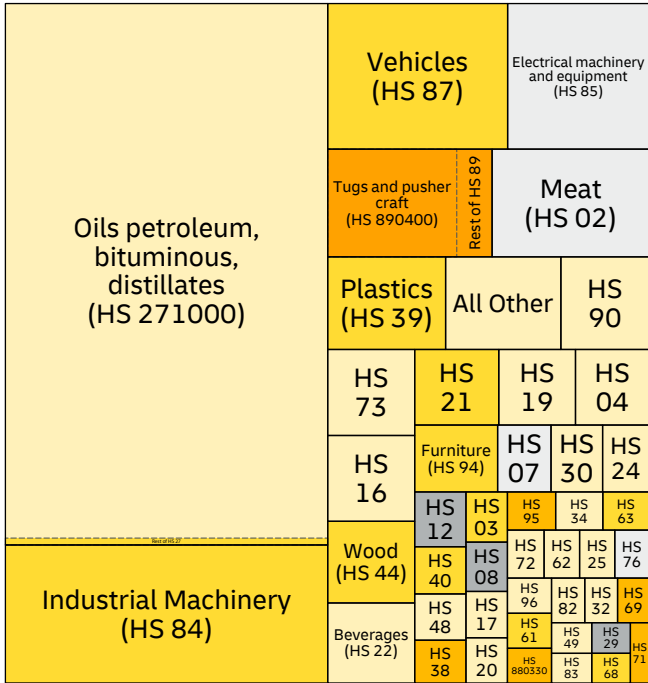 Oils petroleum,
bituminous,
distillates
(HS 271000)
Rest of HS 27
Industrial Machinery
(HS 84)
Vehicles
(HS 87)
Electrical machinery
and equipment
(HS 85)
Tugs and pusher
craft
(HS 890400)
Rest of HS 89
Meat
(HS 02)
Plastics
(HS 39)
All Other
HS
90
HS
73
HS
21
HS
19
HS
04
HS
16
Furniture
(HS 94)
HS
07
HS
30
HS
24
Wood
(HS 44)
HS
12
HS
03
HS
95
HS
34
HS
63
HS
40
HS
08
HS
72
HS
62
HS
25
HS
76
Beverages
(HS 22)
HS
48
HS
17
HS
96
HS
82
HS
32
HS
69
HS
61
HS
49
HS
29
HS
71
HS
38
HS
20
HS
880330
HS
83
HS
68